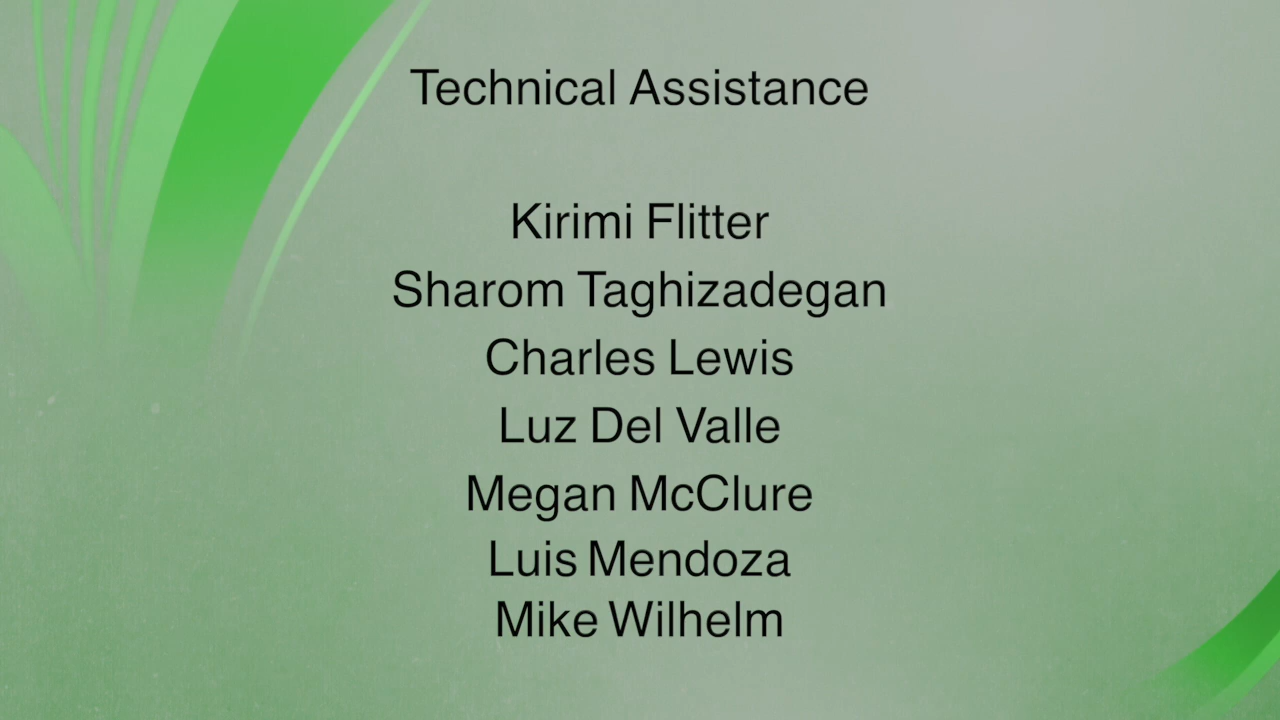 Technical Assistance
Kirimi Flitter
Sharom Taghizadegan
Charles Lewis
Luz Del Valle
Megan McClure
Luis Mendoza
Mike Wilhelm